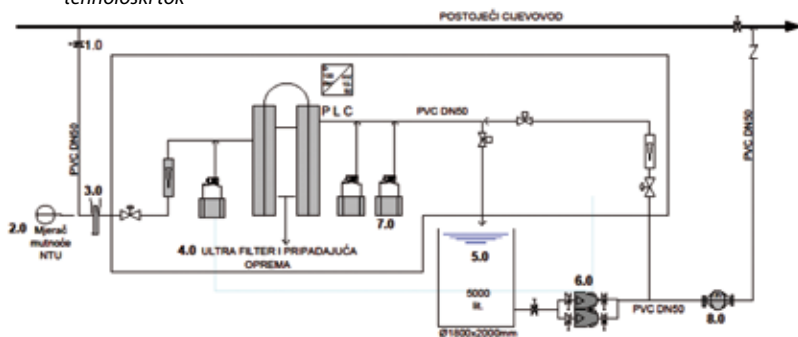 tehnološki tok
POSTOJEĆI CJEVOVOD
1.0
PLC
PVC DN50
PVC DN50
PVC DN50
3.0
2.0 Mjerač
mutnoće
NTU
7.0
4.0 ULTRA FILTER I PRIPADAJUĆA
OPREMA
5.0
5000
lit.
6.0
PVC DN50
8.0
Ø1800x2000mm